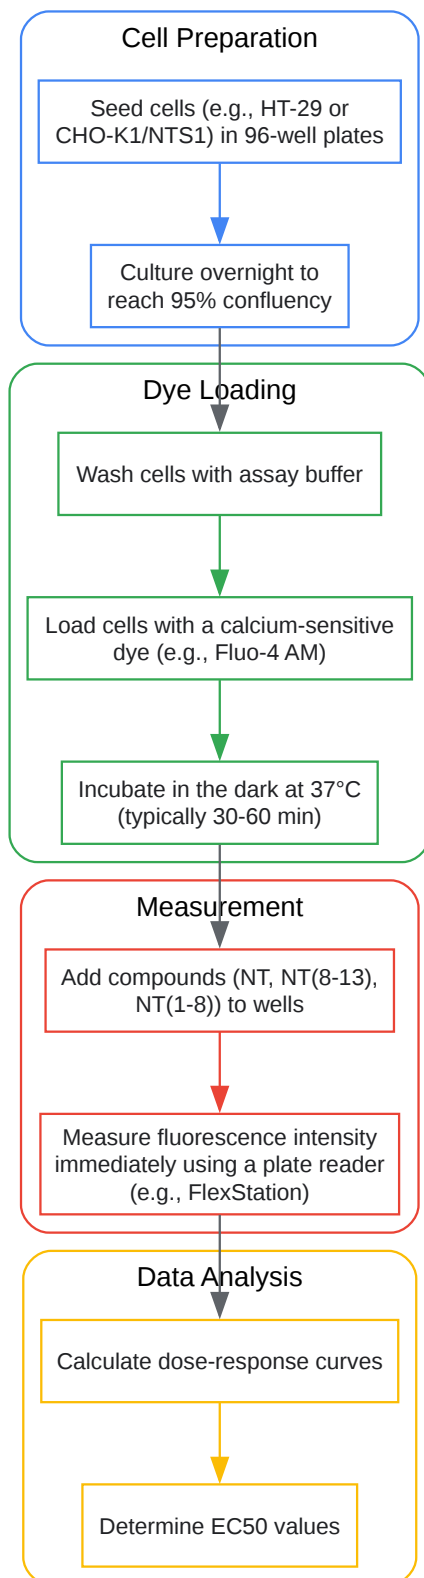 Cell Preparation
Seed cells (e.g., HT-29 or
CHO-K1/NTS1) in 96-well plates
Culture overnight to
reach 95% confluency
Dye Loading
Wash cells with assay buffer
Load cells with a calcium-sensitive
dye (e.g., Fluo-4 AM)
Incubate in the dark at 37°C
(typically 30-60 min)
Measurement
Add compounds (NT, NT(8-13),
NT(1-8)) to wells
Measure fluorescence intensity
immediately using a plate reader
(e.g., FlexStation)
Data Analysis
Calculate dose-response curves
Determine EC50 values